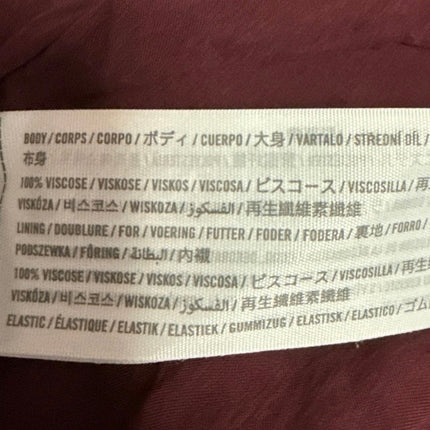 BODY / CORPS / CORPO / ボディ / CUERPO / 大身 / VARTALO / STŘEDNÍ DÍL /
布身
100% VISCOSE / VISKOSE / VISKOS / VISCOSA / ビスコース / VISCOSILLA / 再
VISKÓZA / 비스코스 / WISKOZA / الفسكوز / 再生纖維素纖維
LINING / DOUBLURE / FOR / VOERING / FUTTER / FODER / FODERA / 裏地 / FORRO /
PODSZEWKA / FÓRING / البطانة / 內襯
100% VISCOSE / VISKOSE / VISKOS / VISCOSA / ビスコース / VISCOSILLA / 再生
VISKÓZA / 비스코스 / WISKOZA / الفسكوز / 再生纖維素纖維
ELASTIC / ÉLASTIQUE / ELASTIK / ELASTIEK / GUMMIZUG / ELASTISK / ELASTICO / ゴム